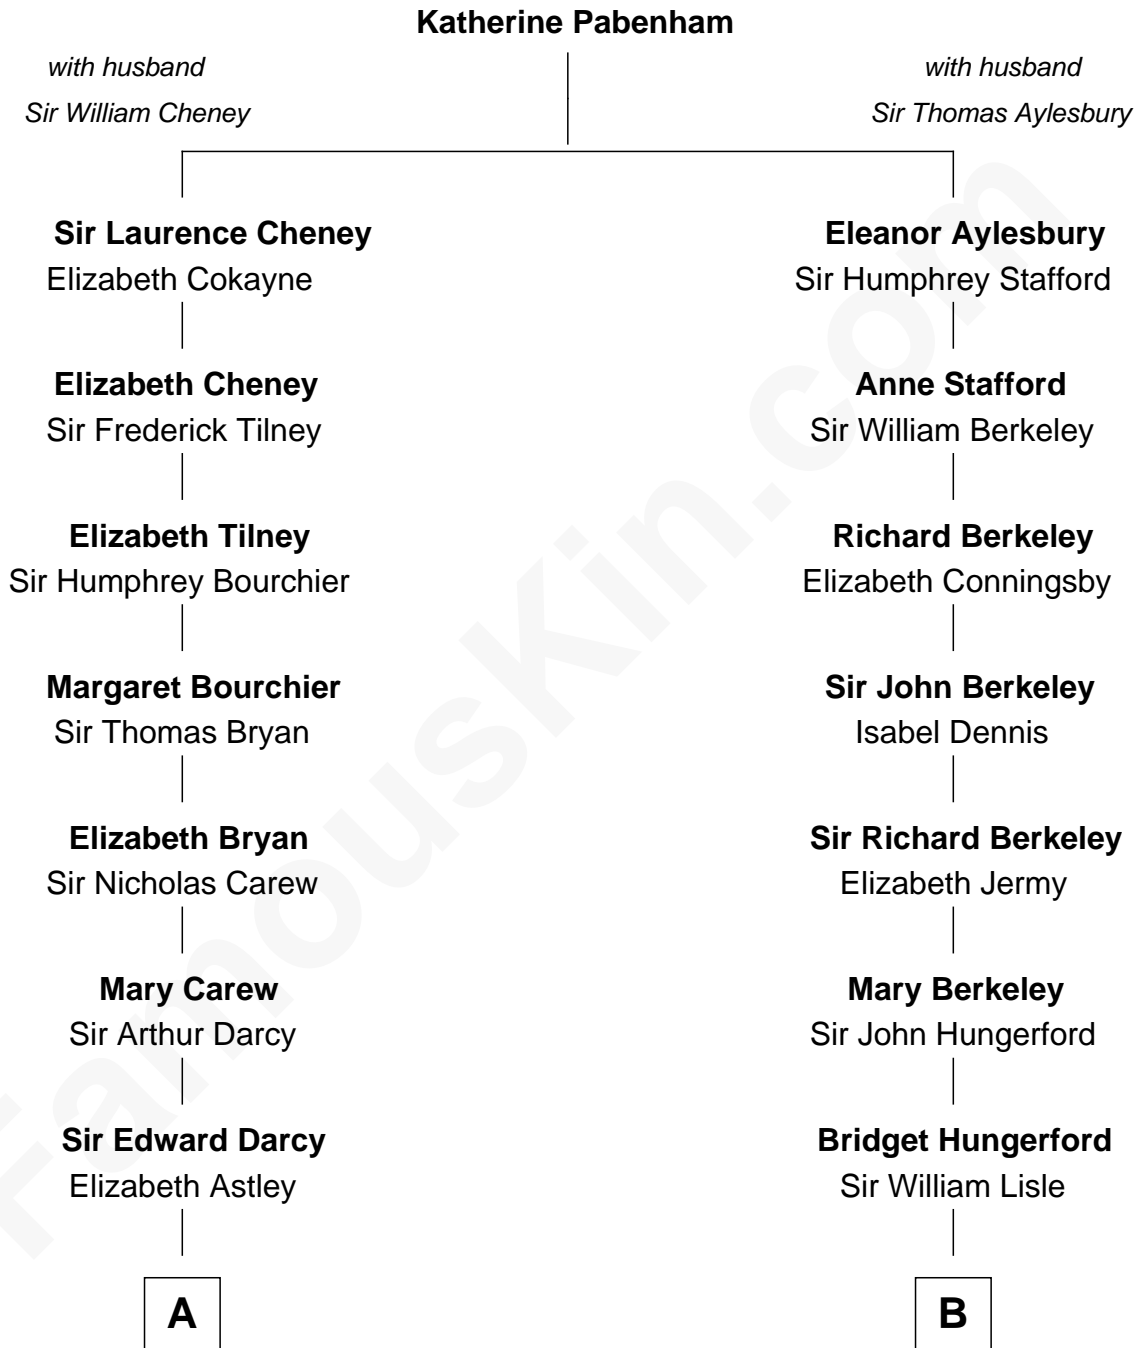 Katherine Pabenham
with husband
Sir William Cheney
with husband
Sir Thomas Aylesbury
Sir Laurence Cheney
Elizabeth Cokayne
Eleanor Aylesbury
Sir Humphrey Stafford
Elizabeth Cheney
Sir Frederick Tilney
Anne Stafford
Sir William Berkeley
Elizabeth Tilney
Sir Humphrey Bourchier
Richard Berkeley
Elizabeth Conningsby
Margaret Bourchier
Sir Thomas Bryan
Sir John Berkeley
Isabel Dennis
Elizabeth Bryan
Sir Nicholas Carew
Sir Richard Berkeley
Elizabeth Jermy
Mary Carew
Sir Arthur Darcy
Mary Berkeley
Sir John Hungerford
Sir Edward Darcy
Elizabeth Astley
Bridget Hungerford
Sir William Lisle
A
B
FamousKin.com